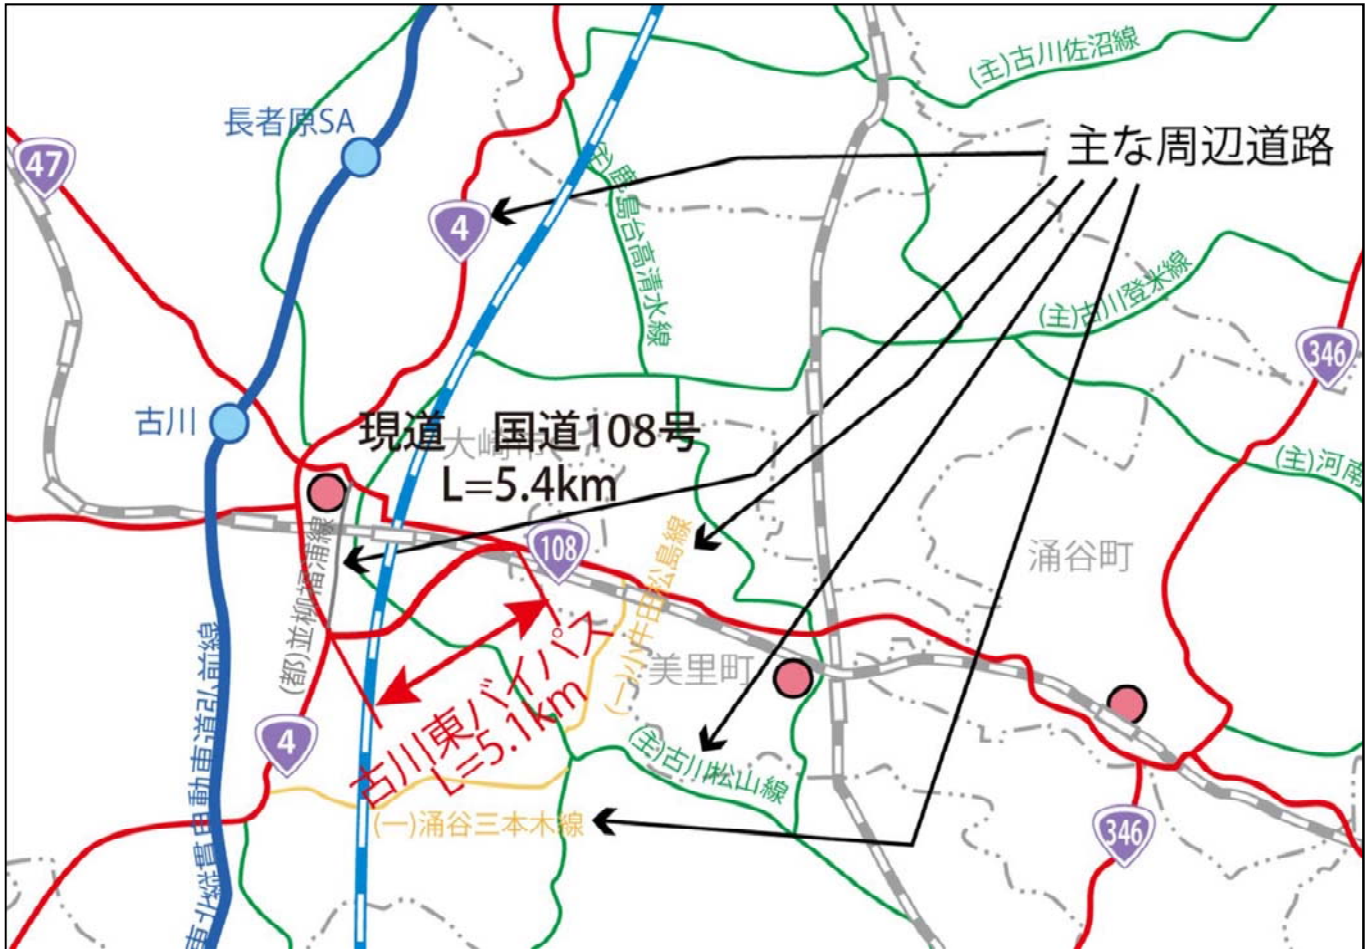 (主)古川佐沼線
長者原SA
主な周辺道路
47
(主)鹿島台高清水線
4
(主)古川登米線
346
古川
現道 国道108号
大崎市
L=5.4km
(主)河南
108
涌谷町
(都)並柳福浦線
(一)小牛田松島線
美里町
古川東バイパス
L=5.1km
4
(主)古川松山線
東北縦貫自動車道弘前線
(一)涌谷三本木線
346